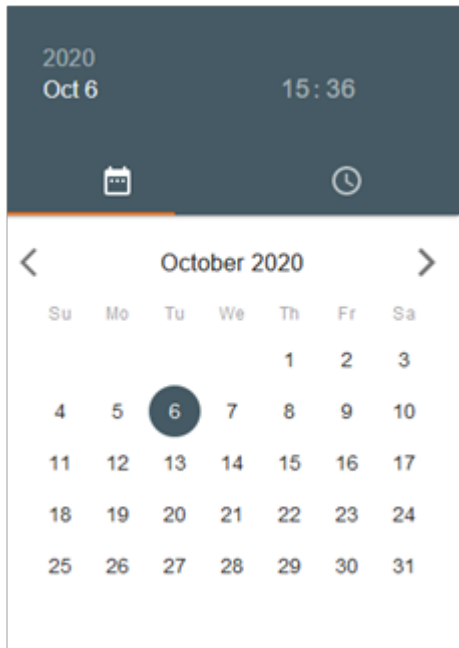 2020
Oct 6 15:36
October 2020
Su Mo Tu We Th Fr Sa
1 2 3
4 5 6 7 8 9 10
11 12 13 14 15 16 17
18 19 20 21 22 23 24
25 26 27 28 29 30 31